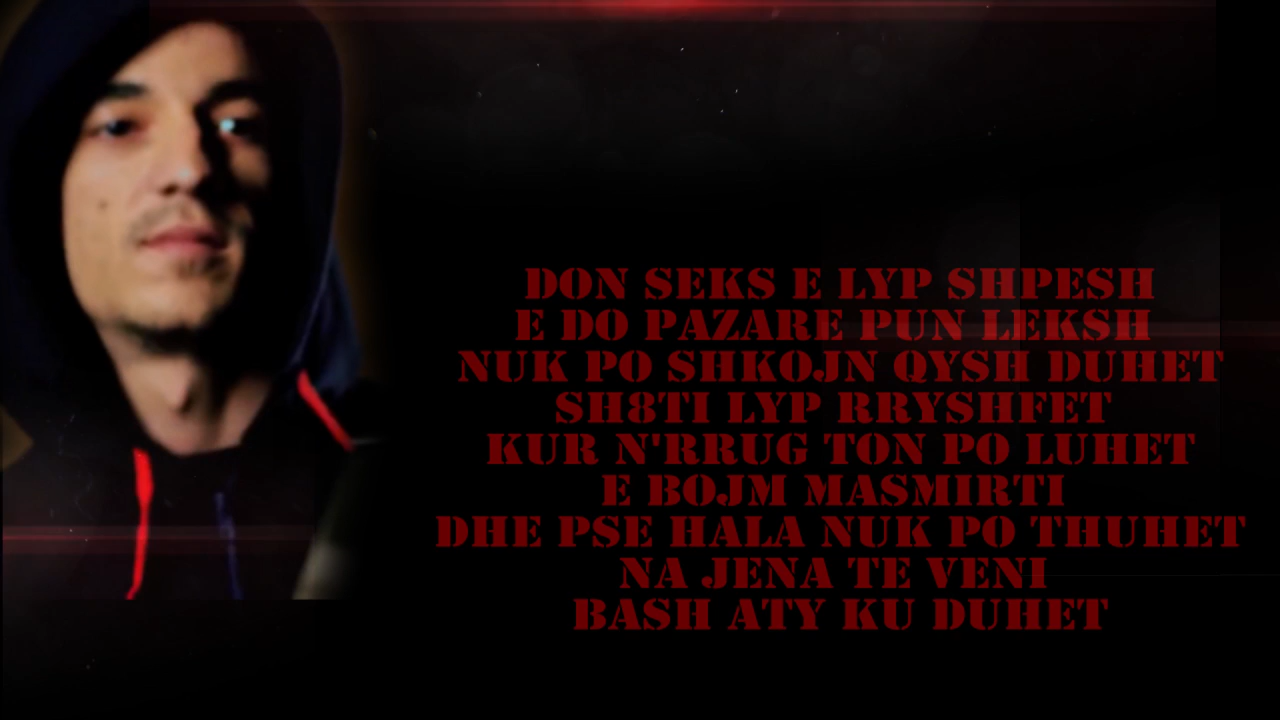 DON SEKS E LYP SHPESH
E DO PAZARE PUN LEKSH
NUK PO SHKOJN QYSH DUHET
SH8TI LYP RRYSHFET
KUR N'RRUG TON PO LUHET
E BOJM MASMIRTI
DHE PSE HALA NUK PO THUHET
NA JENA TE VENI
BASH ATY KU DUHET